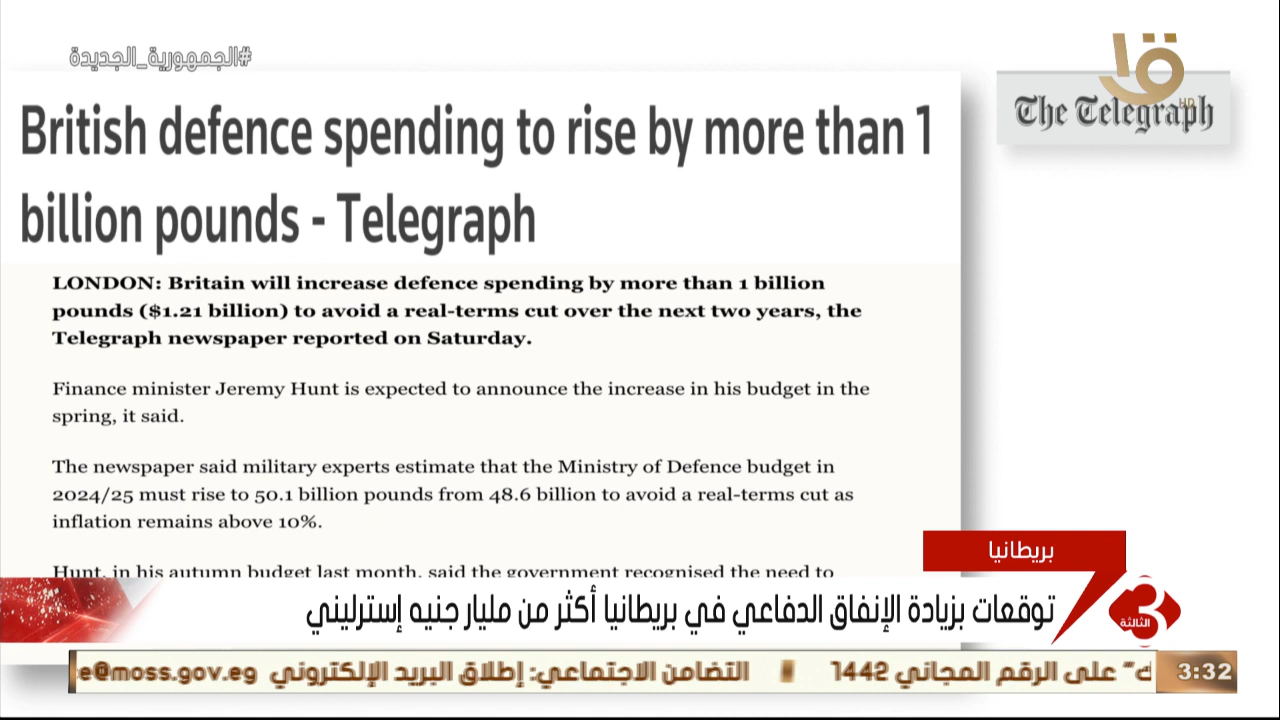 #الجمهورية_الجديدة
HD
The Telegraph
British defence spending to rise by more than 1
billion pounds - Telegraph
LONDON: Britain will increase defence spending by more than 1 billion
pounds ($1.21 billion) to avoid a real-terms cut over the next two years, the
Telegraph newspaper reported on Saturday.
Finance minister Jeremy Hunt is expected to announce the increase in his budget in the
spring, it said.
The newspaper said military experts estimate that the Ministry of Defence budget in
2024/25 must rise to 50.1 billion pounds from 48.6 billion to avoid a real-terms cut as
inflation remains above 10%.
Hunt, in his autumn budget last month, said the government recognised the need to
بريطانيا
3 الثالثة
توقعات بزيادة الإنفاق الدفاعي في بريطانيا أكثر من مليار جنيه إسترليني
ك" على الرقم المجاني 1442 التضامن الاجتماعي: إطلاق البريد الإلكتروني e@moss.gov.eg
3:32